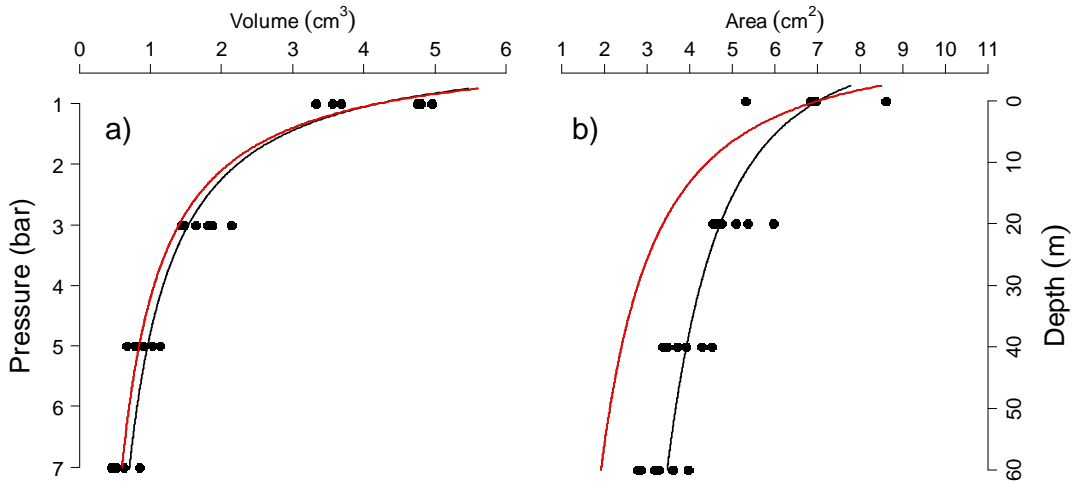 Volume (cm³)
0 1 2 3 4 5 6
Area (cm²)
1 2 3 4 5 6 7 8 9 10 11
a)
b)
Pressure (bar)
1
2
3
4
5
6
7
Depth (m)
0
10
20
30
40
50
60